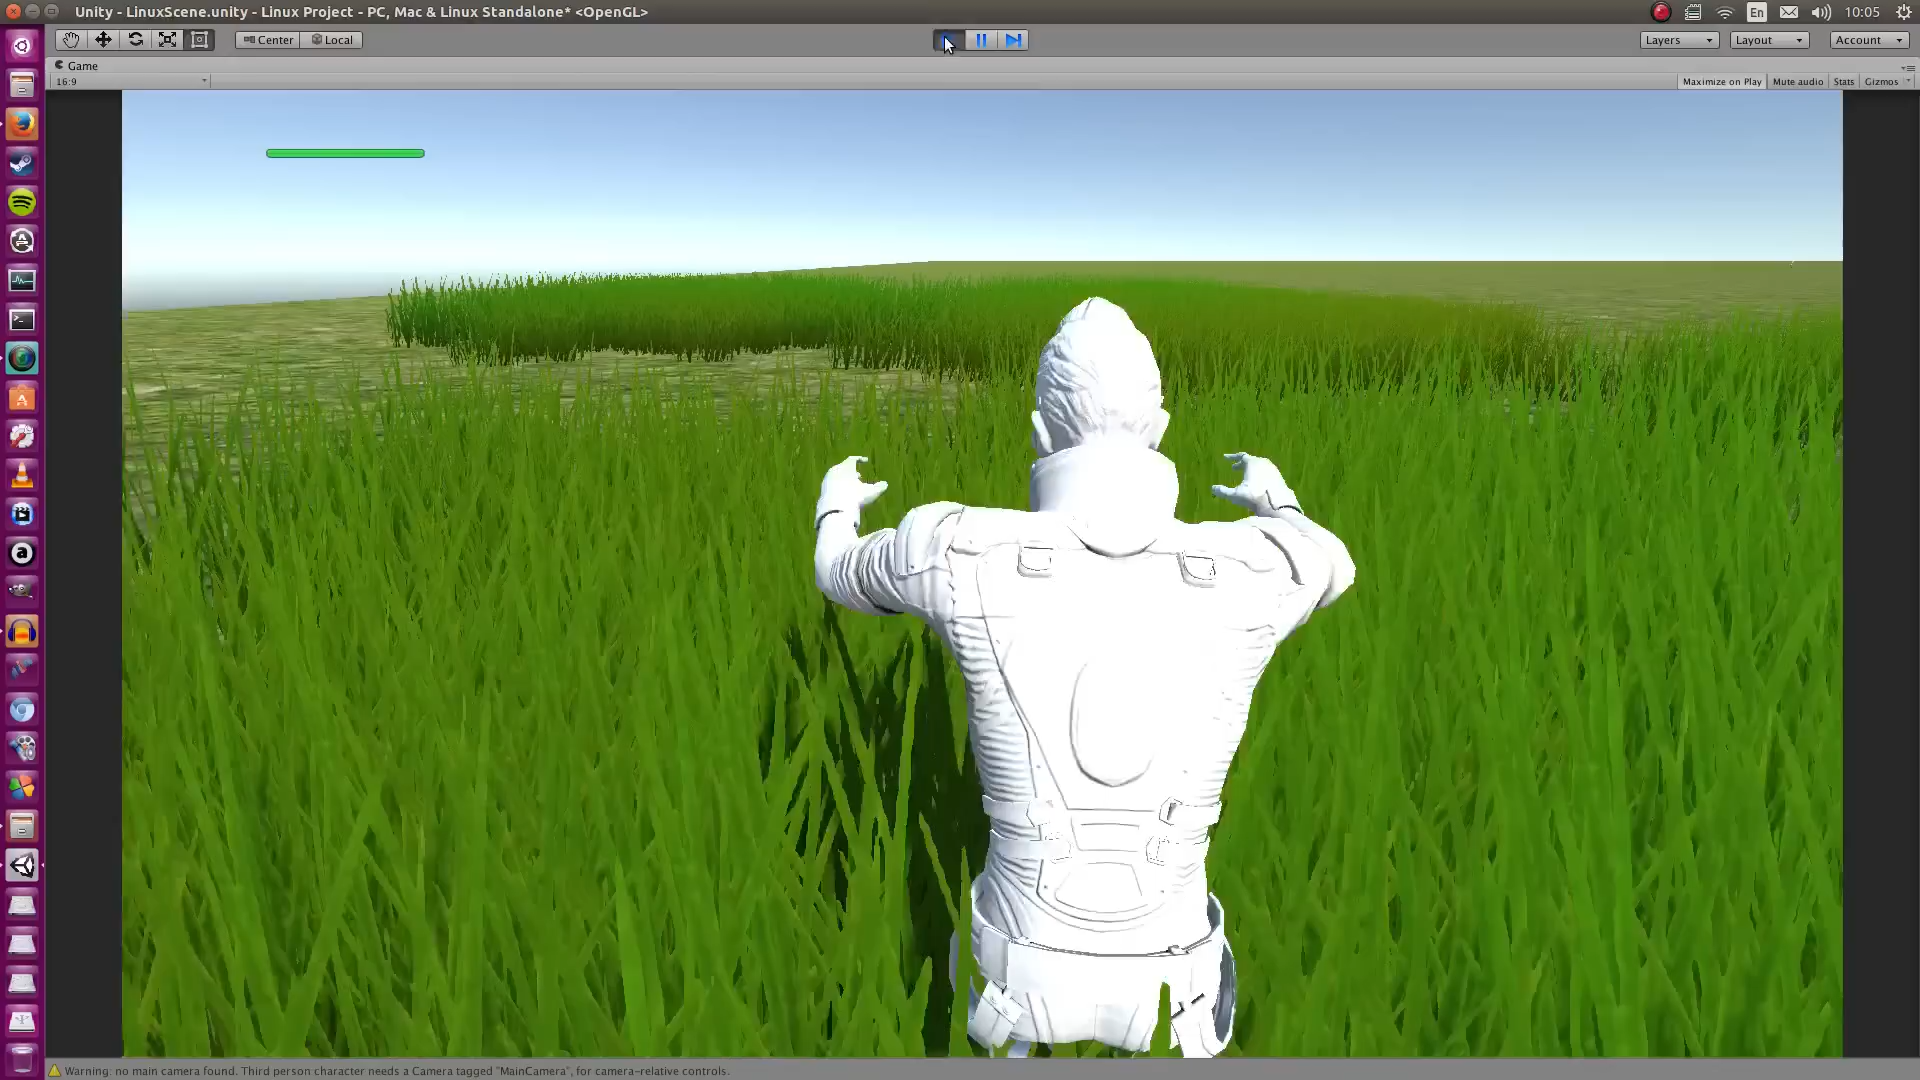 Unity - LinuxScene.unity - Linux Project - PC, Mac & Linux Standalone* <OpenGL>
En
10:05
Center
Local
Layers
Layout
Account
Game
16:9
Maximize on Play
Mute audio
Stats
Gizmos
Warning: no main camera found. Third person character needs a Camera tagged "MainCamera", for camera-relative controls.